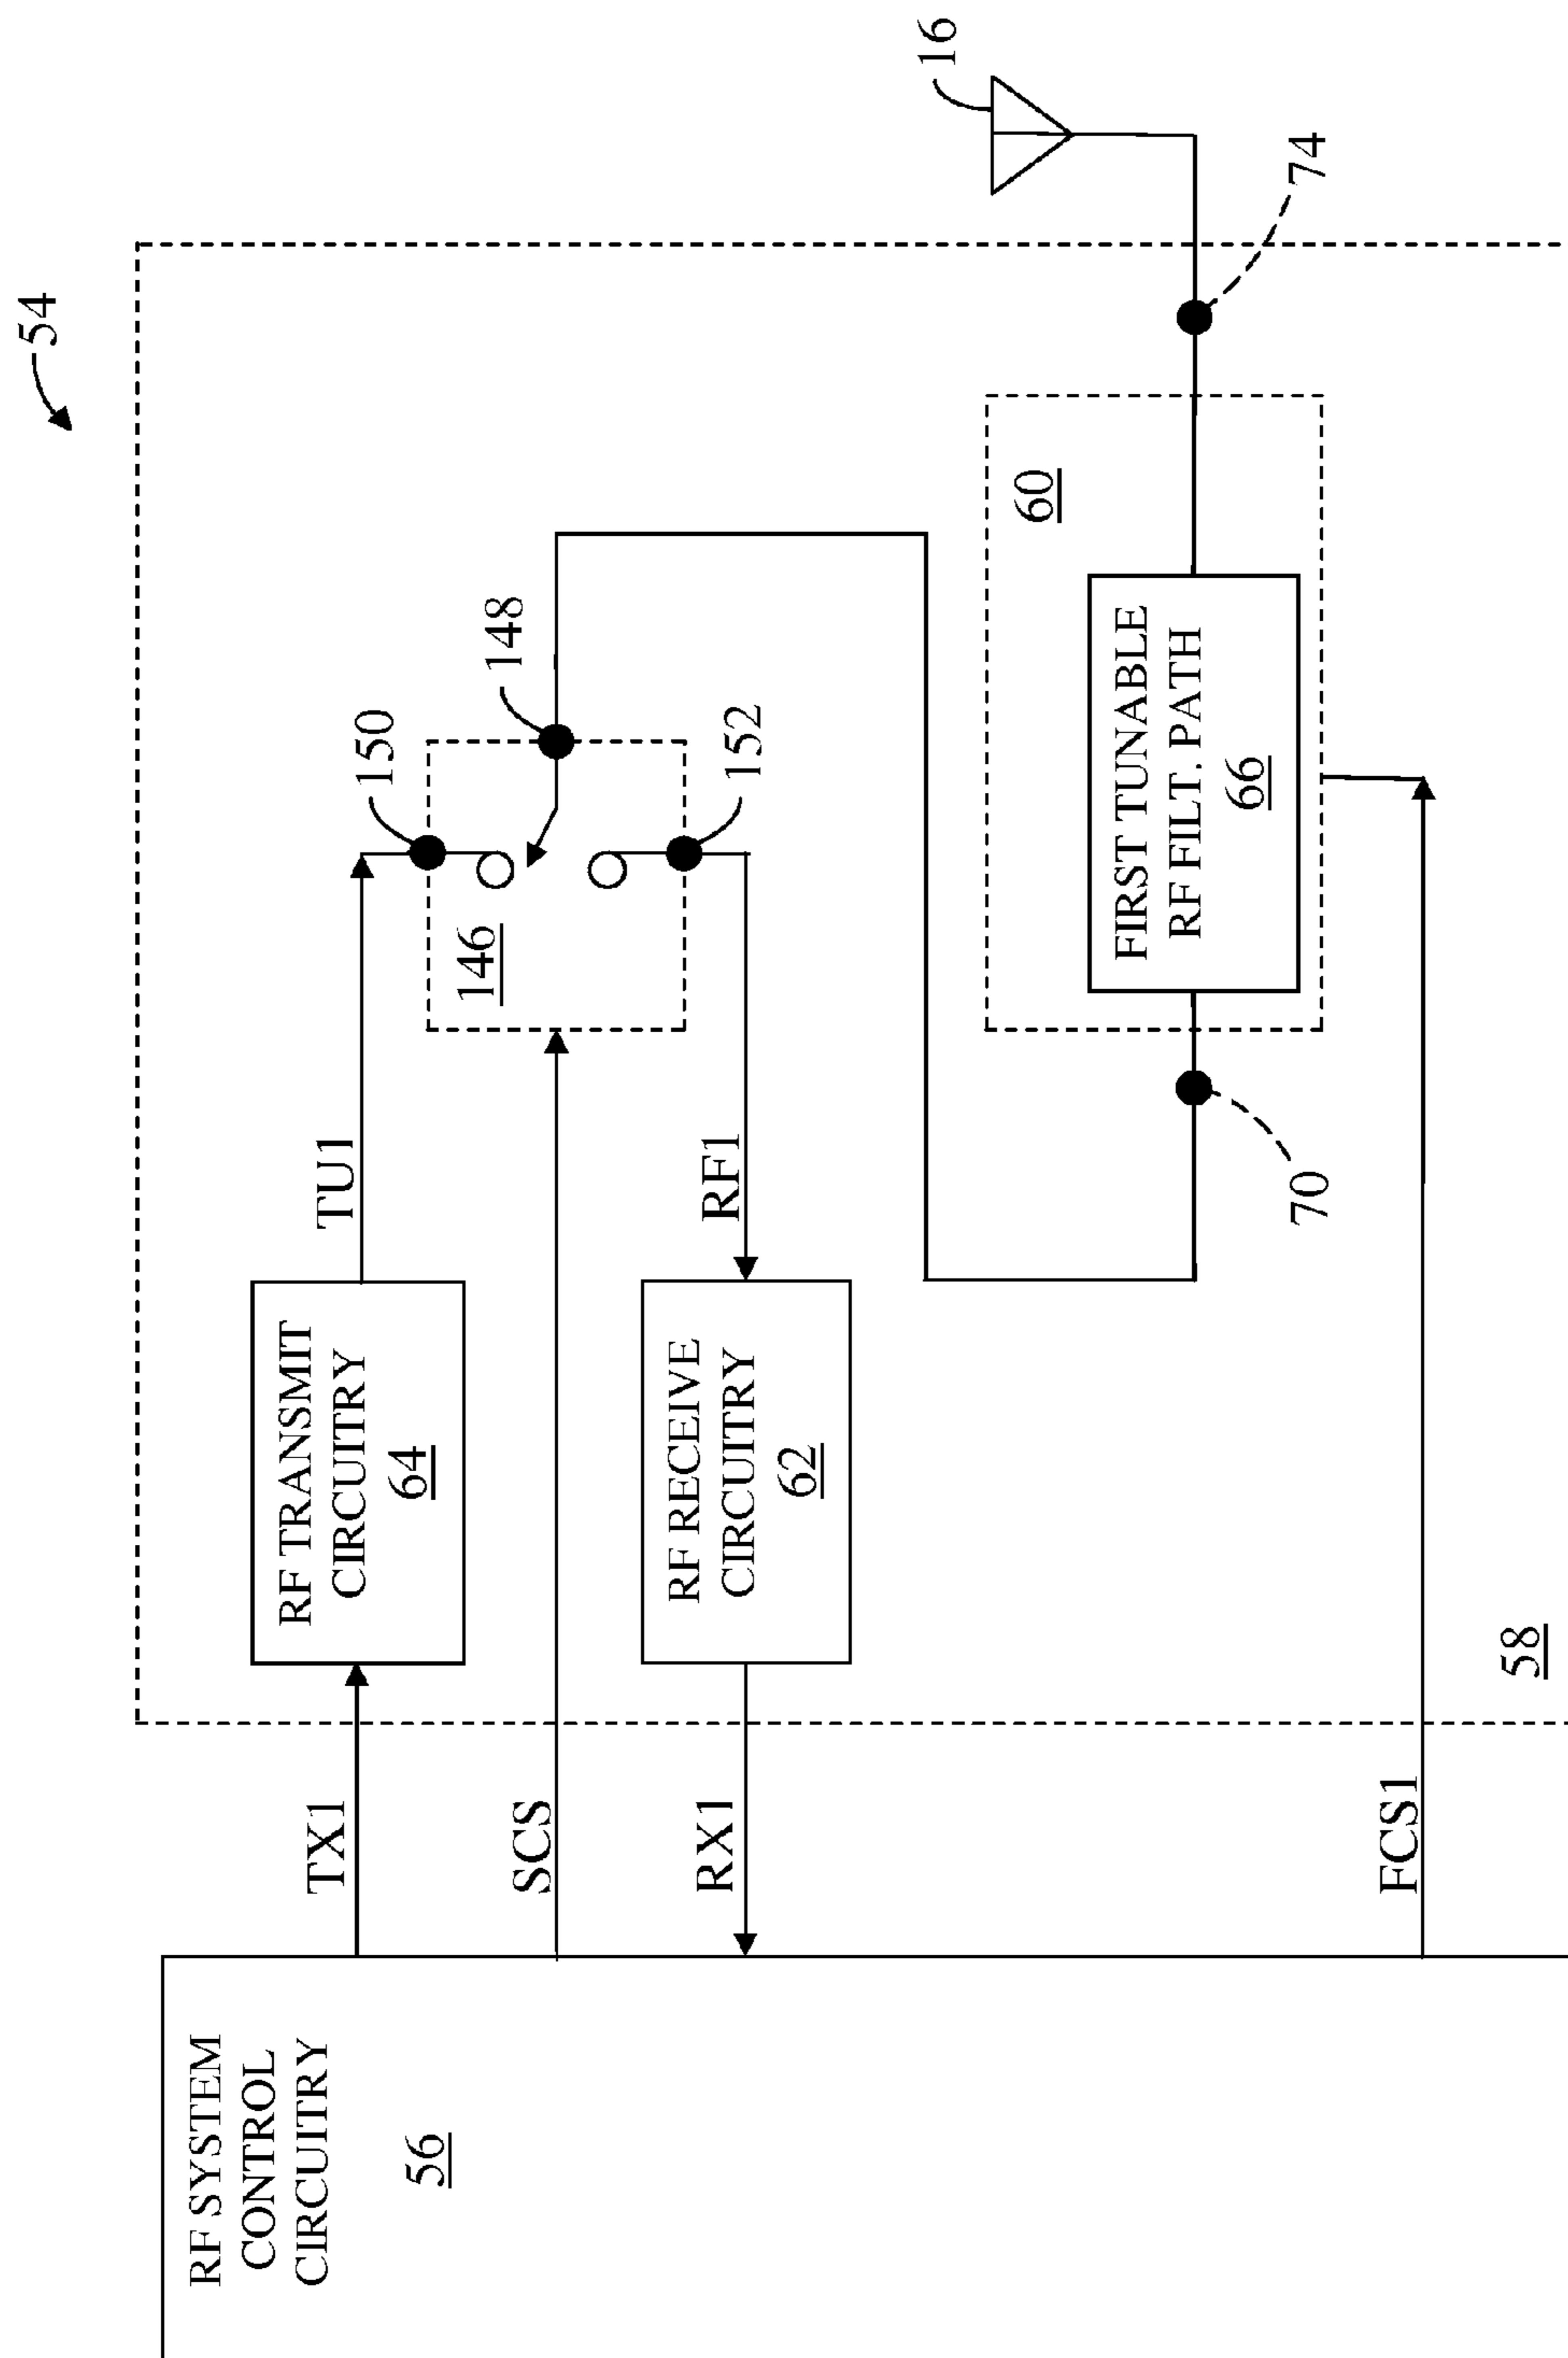 54
RF SYSTEM
CONTROL
CIRCUITRY
56
TX1
SCS
RX1
FCS1
RF TRANSMIT
CIRCUITRY
64
TU1
150
146
148
152
RF RECEIVE
CIRCUITRY
62
RF1
16
60
FIRST TUNABLE
RF FILT. PATH
66
70
74
58